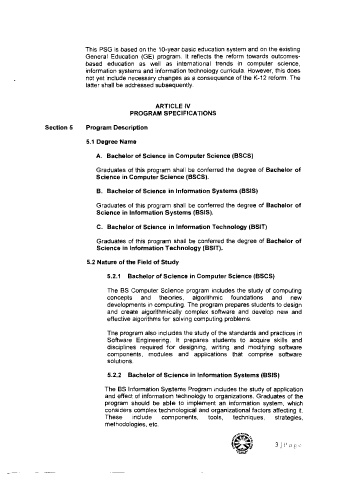 This PSG is based on the 10-year basic education system and on the existing
General Education (GE) program. It reflects the reform towards outcomes-
based education as well as international trends in computer science,
information systems and information technology curricula. However, this does
not yet include necessary changes as a consequence of the K-12 reform. The
latter shall be addressed subsequently.
ARTICLE IV
PROGRAM SPECIFICATIONS
Section 5 Program Description
5.1 Degree Name
A. Bachelor of Science in Computer Science (BSCS)
Graduates of this program shall be conferred the degree of Bachelor of
Science in Computer Science (BSCS).
B. Bachelor of Science in Information Systems (BSIS)
Graduates of this program shall be conferred the degree of Bachelor of
Science in Information Systems (BSIS).
C. Bachelor of Science in Information Technology (BSIT)
Graduates of this program shall be conferred the degree of Bachelor of
Science in Information Technology (BSIT).
5.2 Nature of the Field of Study
5.2.1 Bachelor of Science in Computer Science (BSCS)
The BS Computer Science program includes the study of computing
concepts and theories, algorithmic foundations and new
developments in computing. The program prepares students to design
and create algorithmically complex software and develop new and
effective algorithms for solving computing problems.
The program also includes the study of the standards and practices in
Software Engineering. It prepares students to acquire skills and
disciplines required for designing, writing and modifying software
components, modules and applications that comprise software
solutions.
5.2.2 Bachelor of Science in Information Systems (BSIS)
The BS Information Systems Program includes the study of application
and effect of information technology to organizations. Graduates of the
program should be able to implement an information system, which
considers complex technological and organizational factors affecting it.
These include components, tools, techniques, strategies,
methodologies, etc.
3 | Page